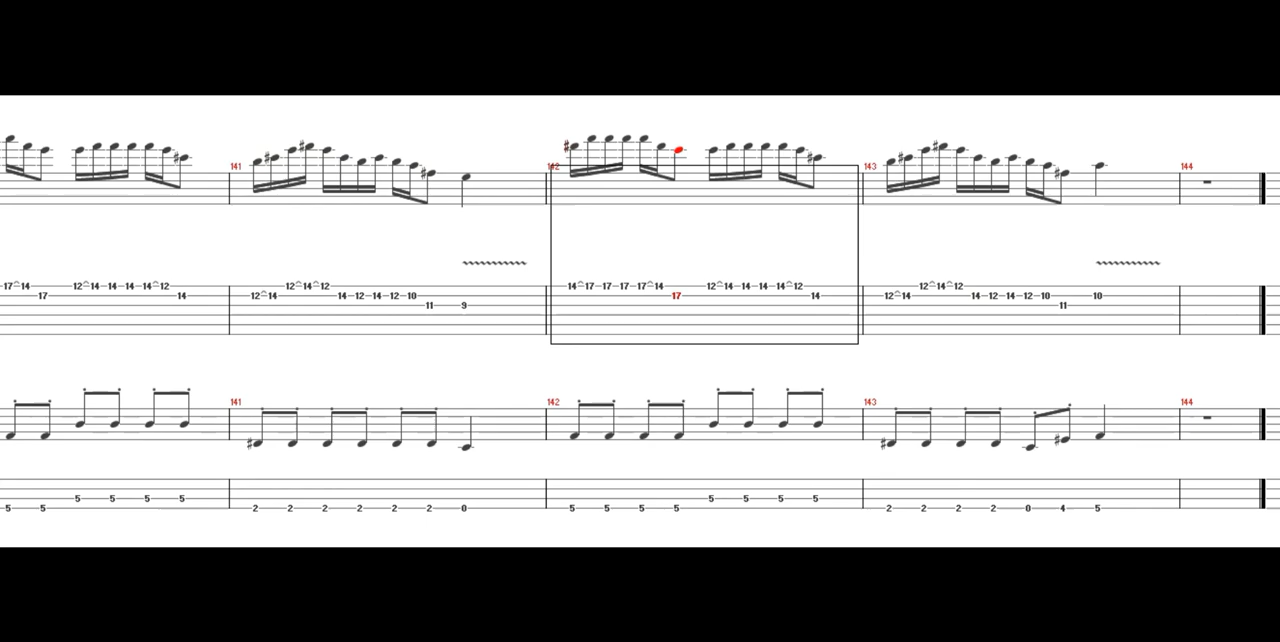 141 142 143 144
17 14 12 14 14 14 14 12 12 14 12 14 17 17 17 17 14 12 14 14 14 14 12 12 14 12
17 14 12 14 14 12 14 12 10 17 14 12 14 14 12 14 12 10 10
11 9 11
141 142 143 144
5 5 5 5 5 5 5 5
5 5 2 2 2 2 2 2 0 5 5 5 5 2 2 2 2 0 4 5